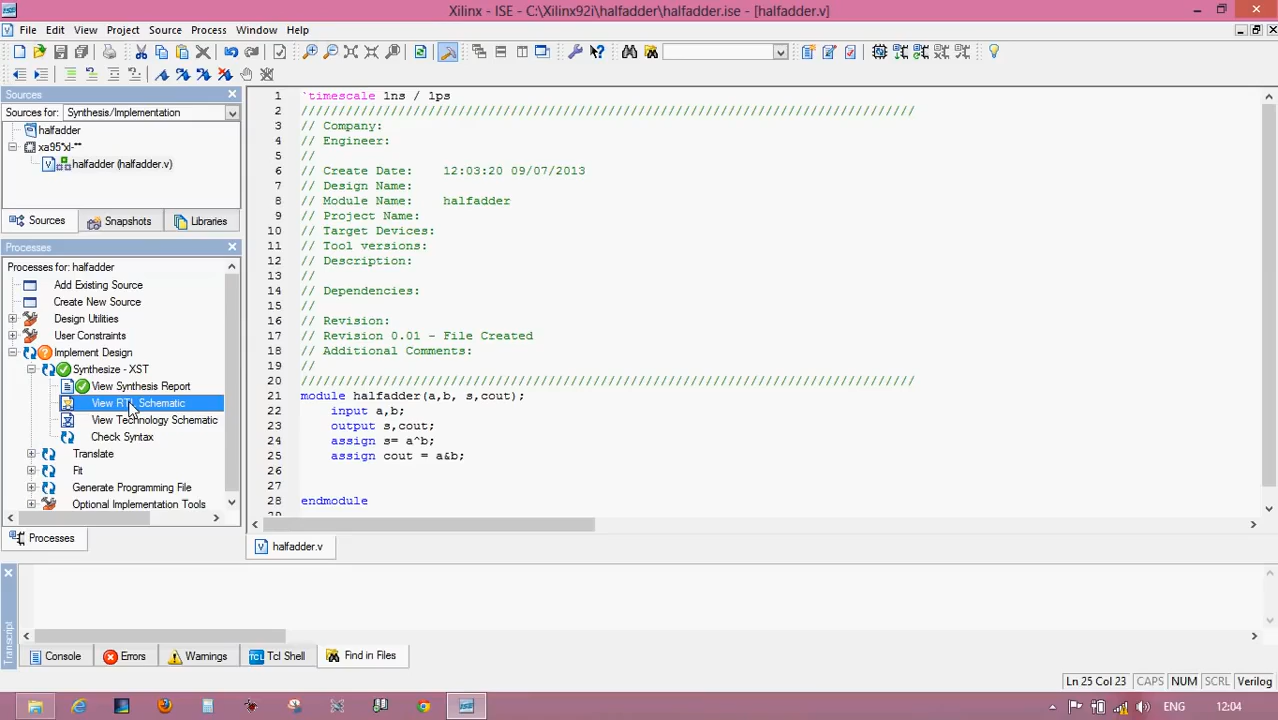 Xilinx - ISE - C:\Xilinx92i\halfadder\halfadder.ise - [halfadder.v]
File Edit View Project Source Process Window Help
Sources
Sources for: Synthesis/Implementation
halfadder
xa95*xl-**
halfadder (halfadder.v)
Sources Snapshots Libraries
Processes
Processes for: halfadder
Add Existing Source
Create New Source
Design Utilities
User Constraints
Implement Design
Synthesize - XST
View Synthesis Report
View RTL Schematic
View Technology Schematic
Check Syntax
Translate
Fit
Generate Programming File
Optional Implementation Tools
Processes
1 `timescale 1ns / 1ps
2 //////////////////////////////////////////////////////////////////////////////////
3 // Company:
4 // Engineer:
5 //
6 // Create Date: 12:03:20 09/07/2013
7 // Design Name:
8 // Module Name: halfadder
9 // Project Name:
10 // Target Devices:
11 // Tool versions:
12 // Description:
13 //
14 // Dependencies:
15 //
16 // Revision:
17 // Revision 0.01 - File Created
18 // Additional Comments:
19 //
20 //////////////////////////////////////////////////////////////////////////////////
21 module halfadder(a,b, s,cout);
22 input a,b;
23 output s,cout;
24 assign s= a^b;
25 assign cout = a&b;
26
27
28 endmodule
29
halfadder.v
Transcript
Console Errors Warnings TCL Tcl Shell Find in Files
Ln 25 Col 23 CAPS NUM SCRL Verilog
ENG 12:04